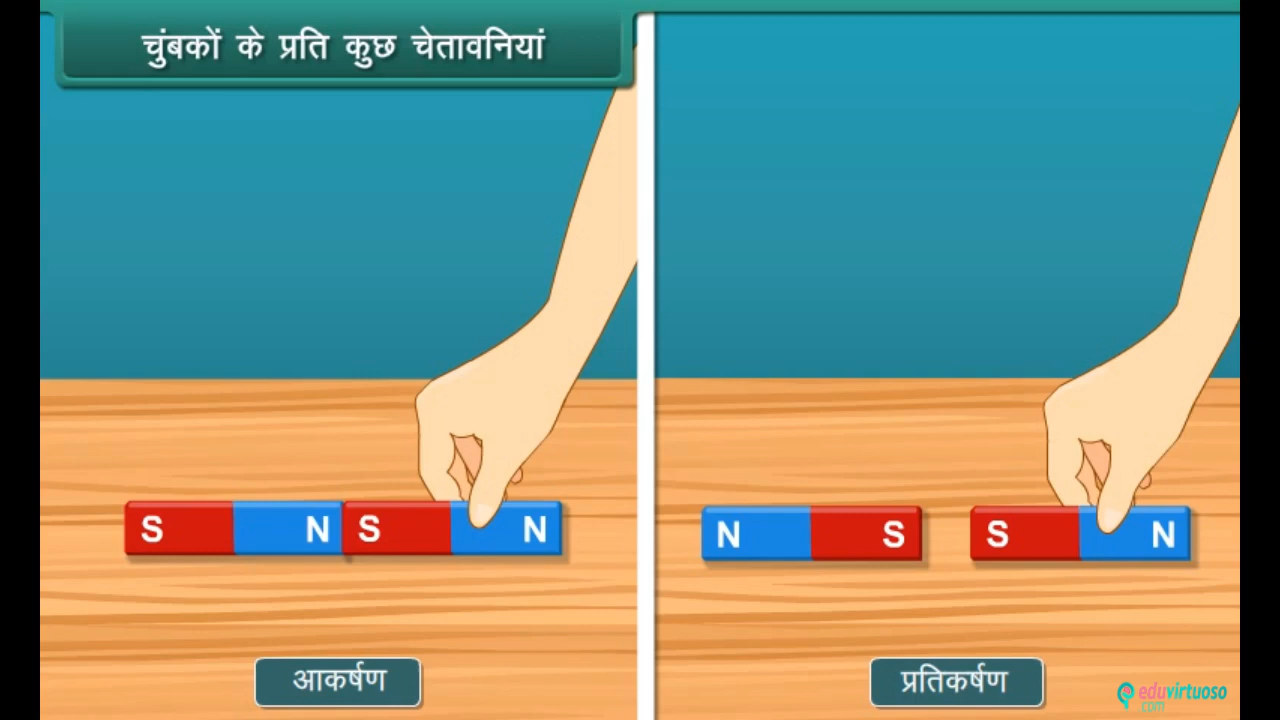 चुंबकों के प्रति कुछ चेतावनियां
S N S N
N S S N
आकर्षण
प्रतिकर्षण
eduvirtuoso
.com